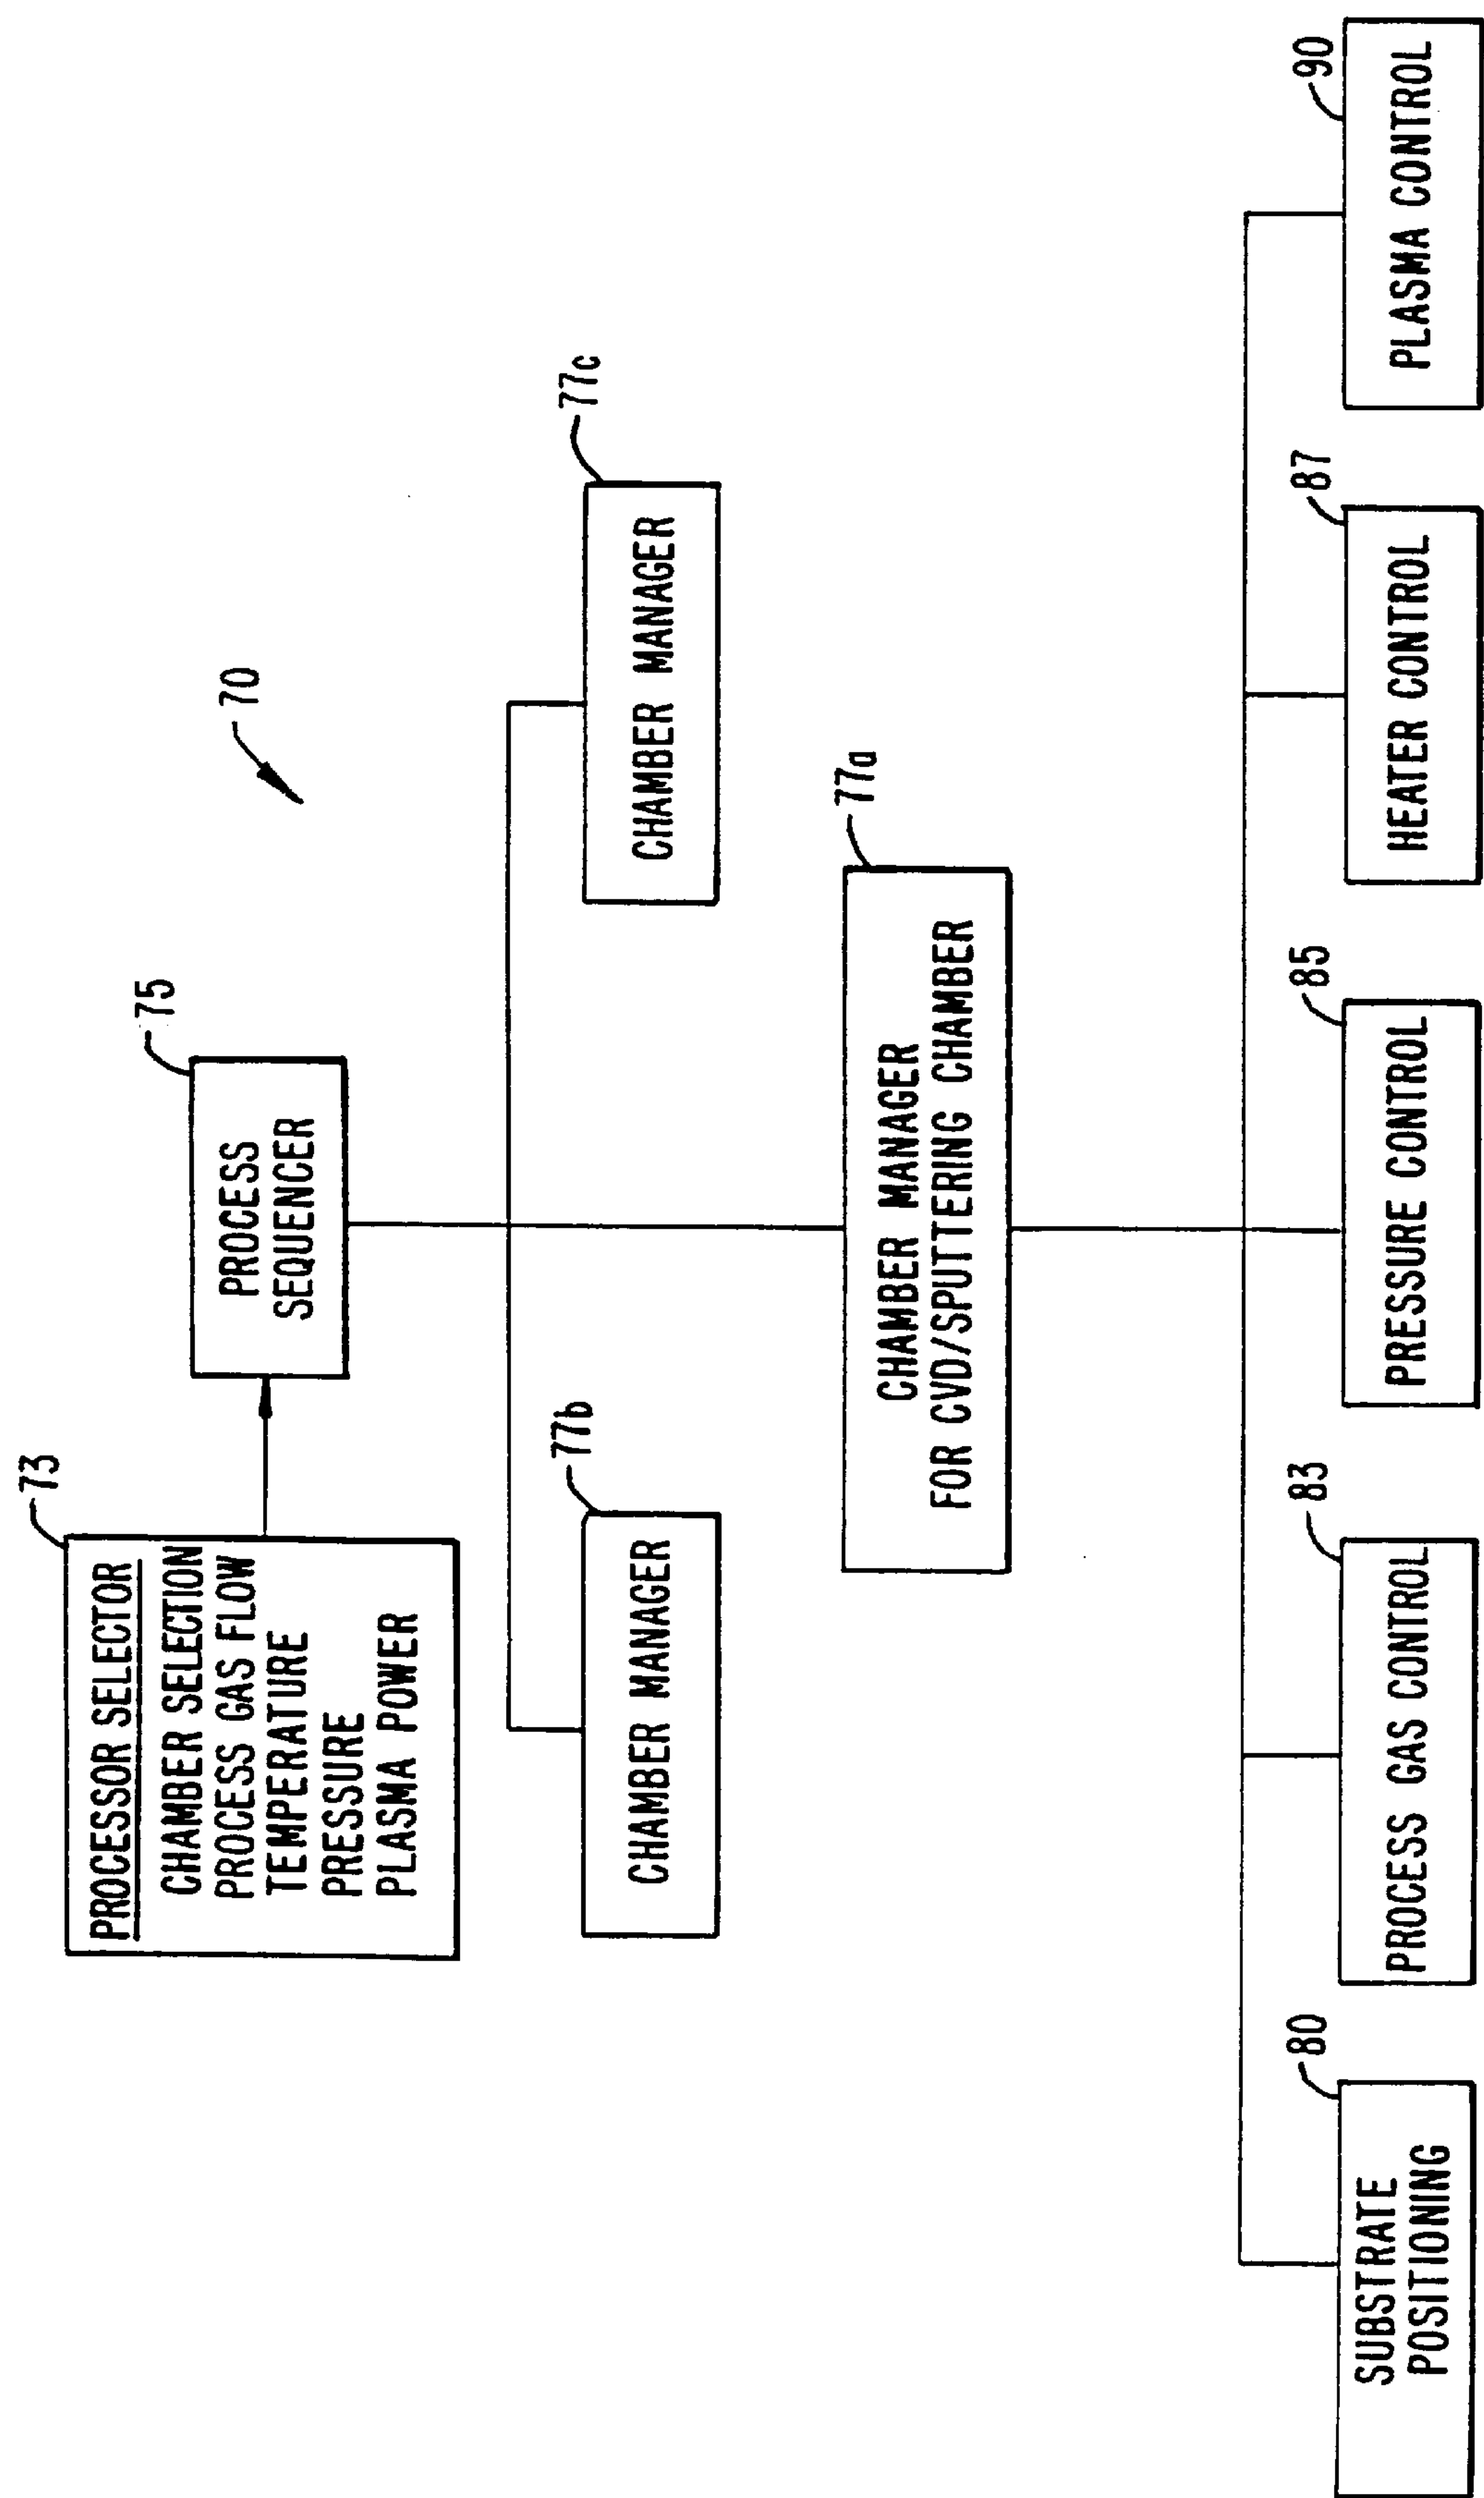 70
73
PROCESSOR SELECTOR
CHAMBER SELECTION
PROCESS GAS FLOW
TEMPERATURE
PRESSURE
PLASMA POWER
75
PROCESS
SEQUENCER
77b
CHAMBER MANAGER
77c
CHAMBER MANAGER
77a
CHAMBER MANAGER
FOR CVD/SPUTTERING CHAMBER
80
SUBSTRATE
POSITIONING
83
PROCESS GAS CONTROL
85
PRESSURE CONTROL
87
HEATER CONTROL
90
PLASMA CONTROL